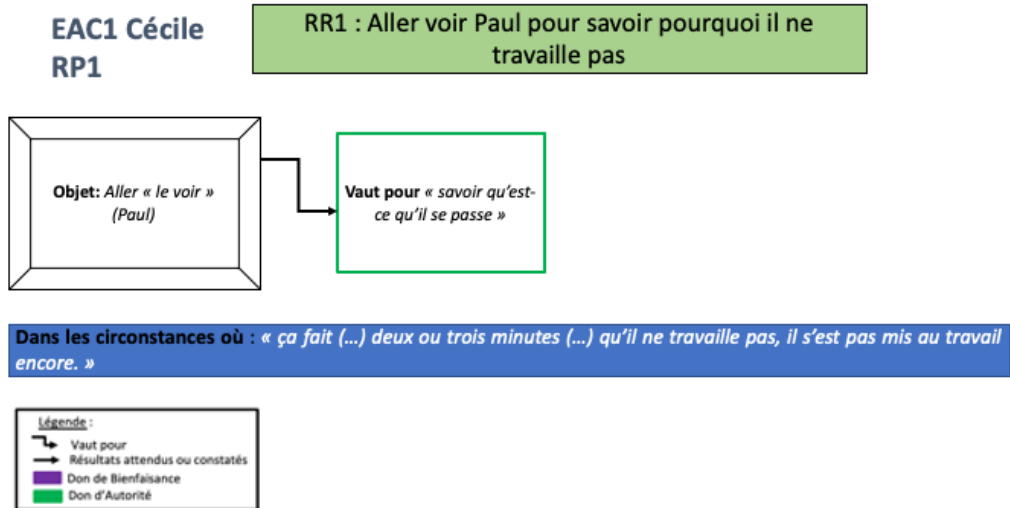 EAC1 Cécile
RP1
RR1 : Aller voir Paul pour savoir pourquoi il ne
travaille pas
Objet: Aller « le voir »
(Paul)
Vaut pour « savoir qu’est-
ce qu’il se passe »
Dans les circonstances où : « ça fait (…) deux ou trois minutes (…) qu’il ne travaille pas, il s’est pas mis au travail
encore. »
Légende :
Vaut pour
Résultats attendus ou constatés
Don de Bienfaisance
Don d’Autorité